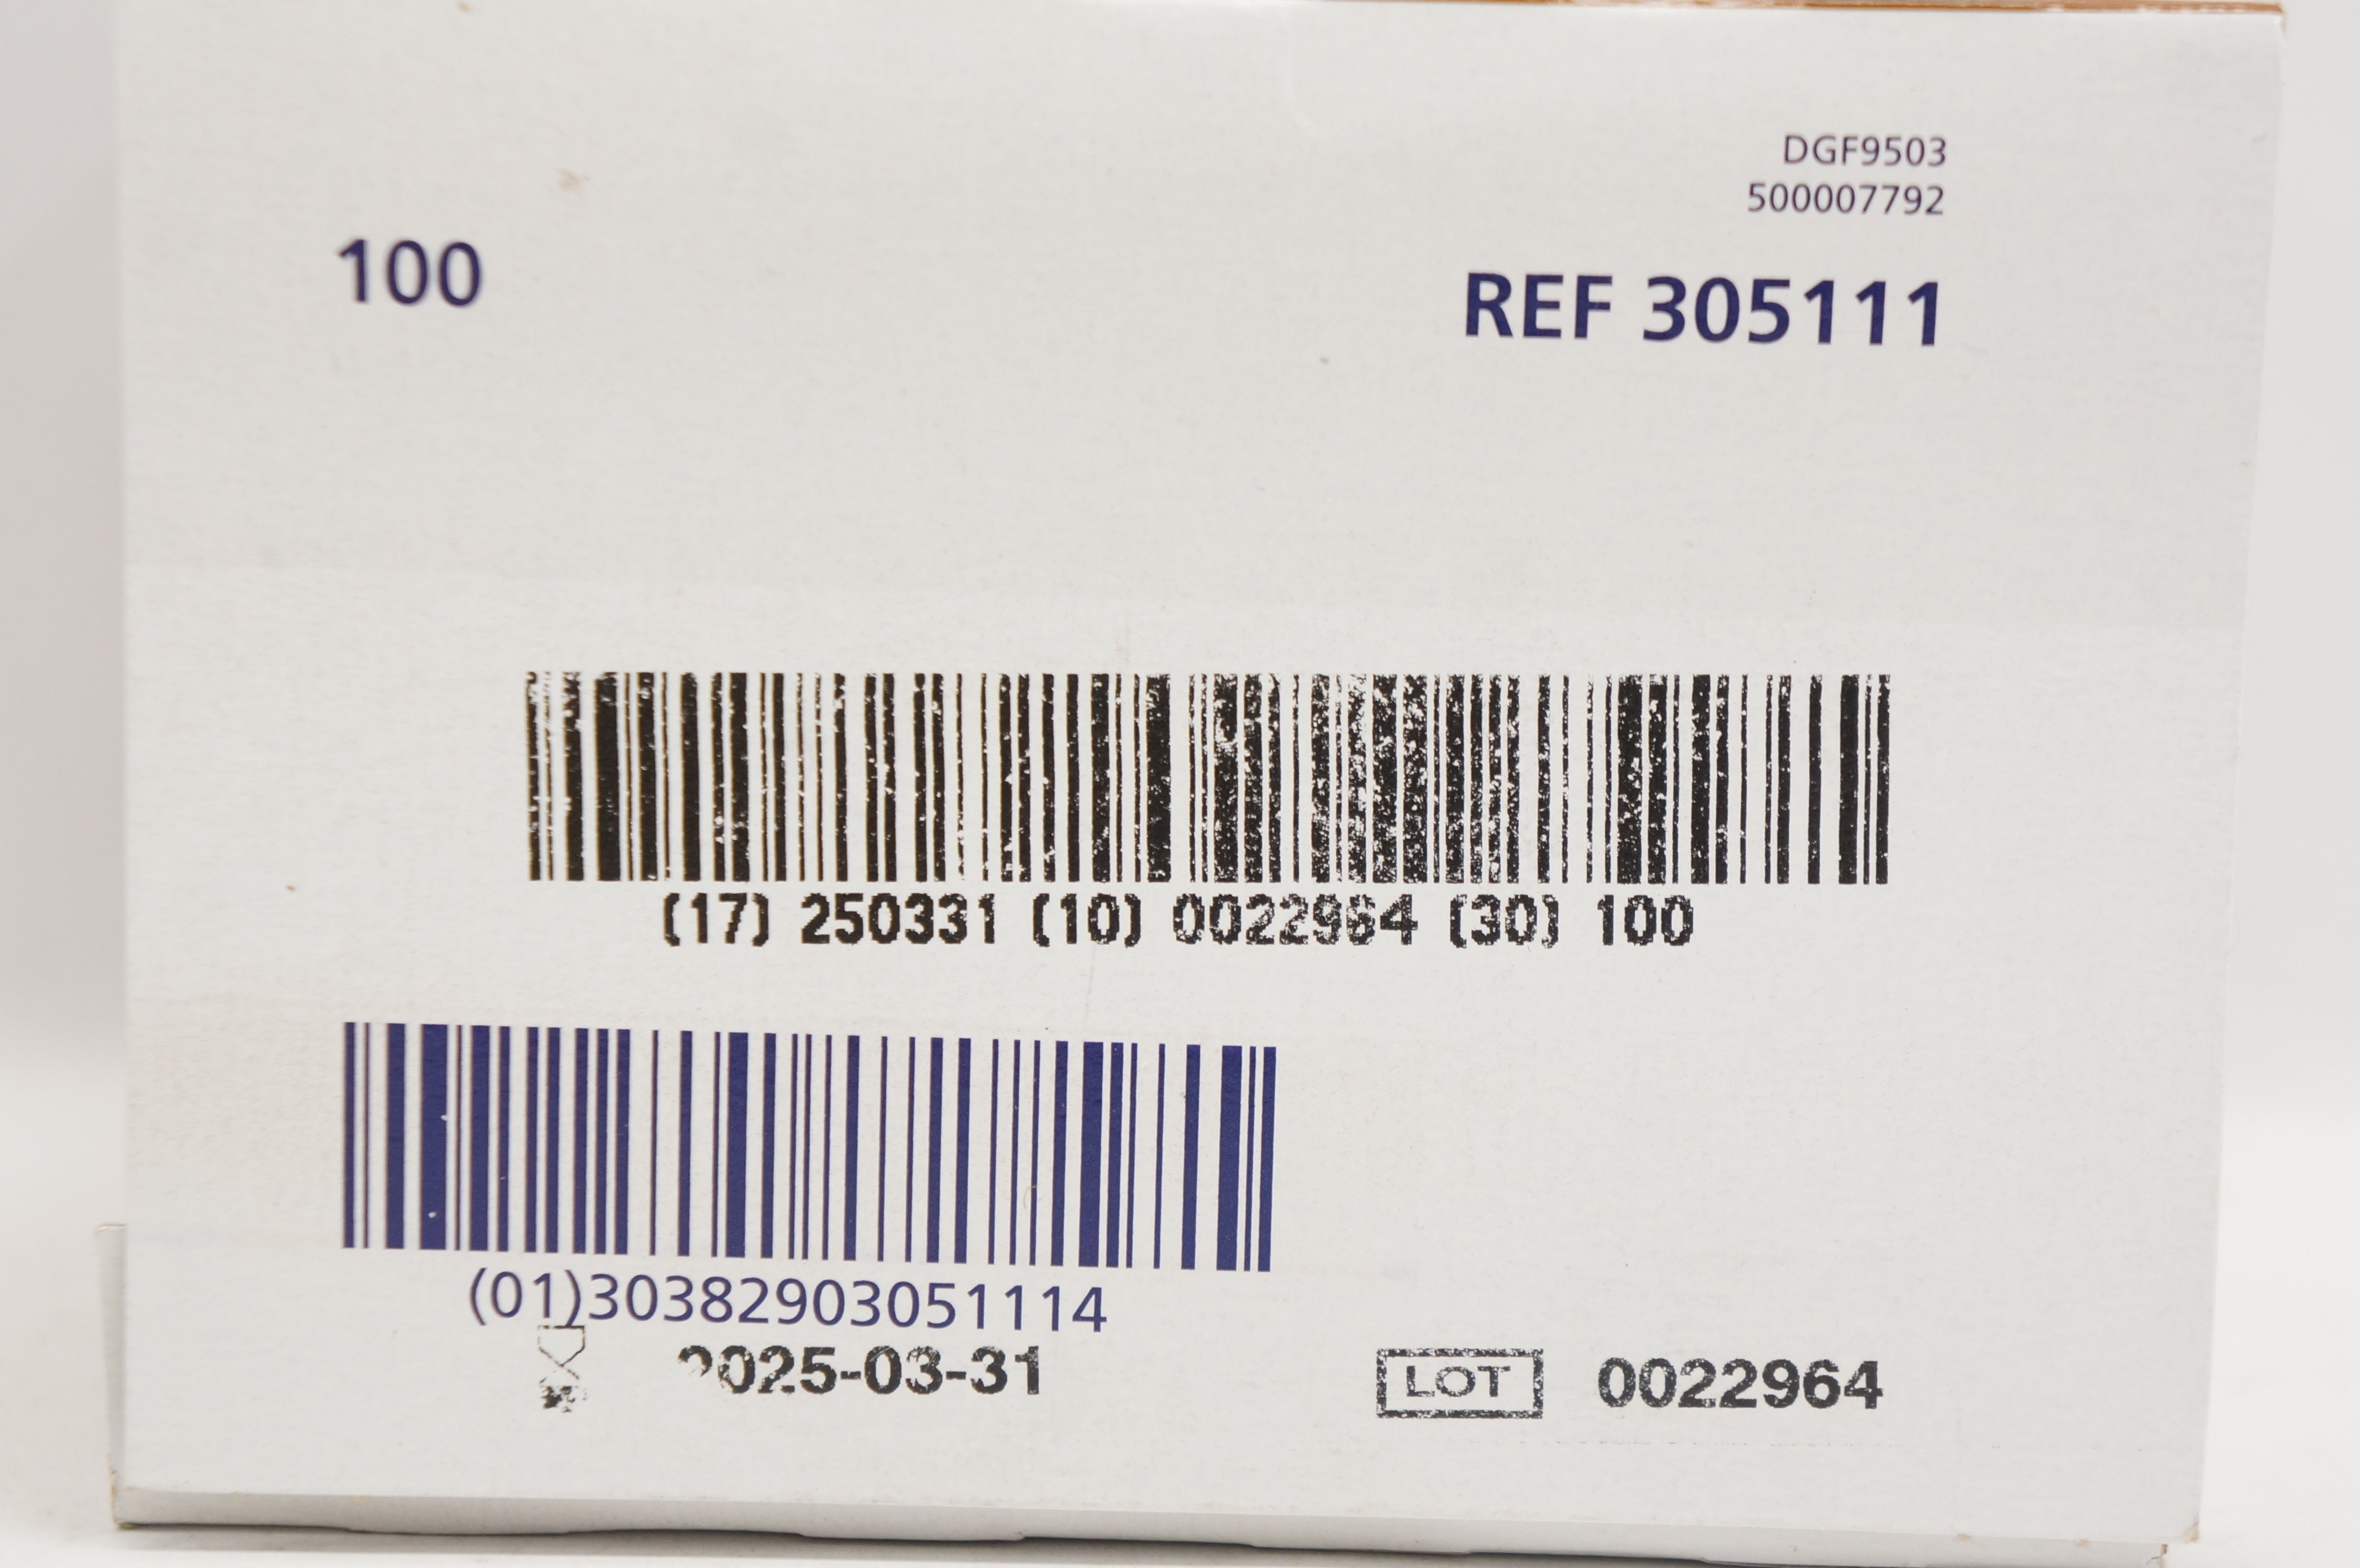 DGF9503
500007792
100
REF 305111
(17) 250331 (10) 0022964 (30) 100
(01)30382903051114
2025-03-31
LOT 0022964